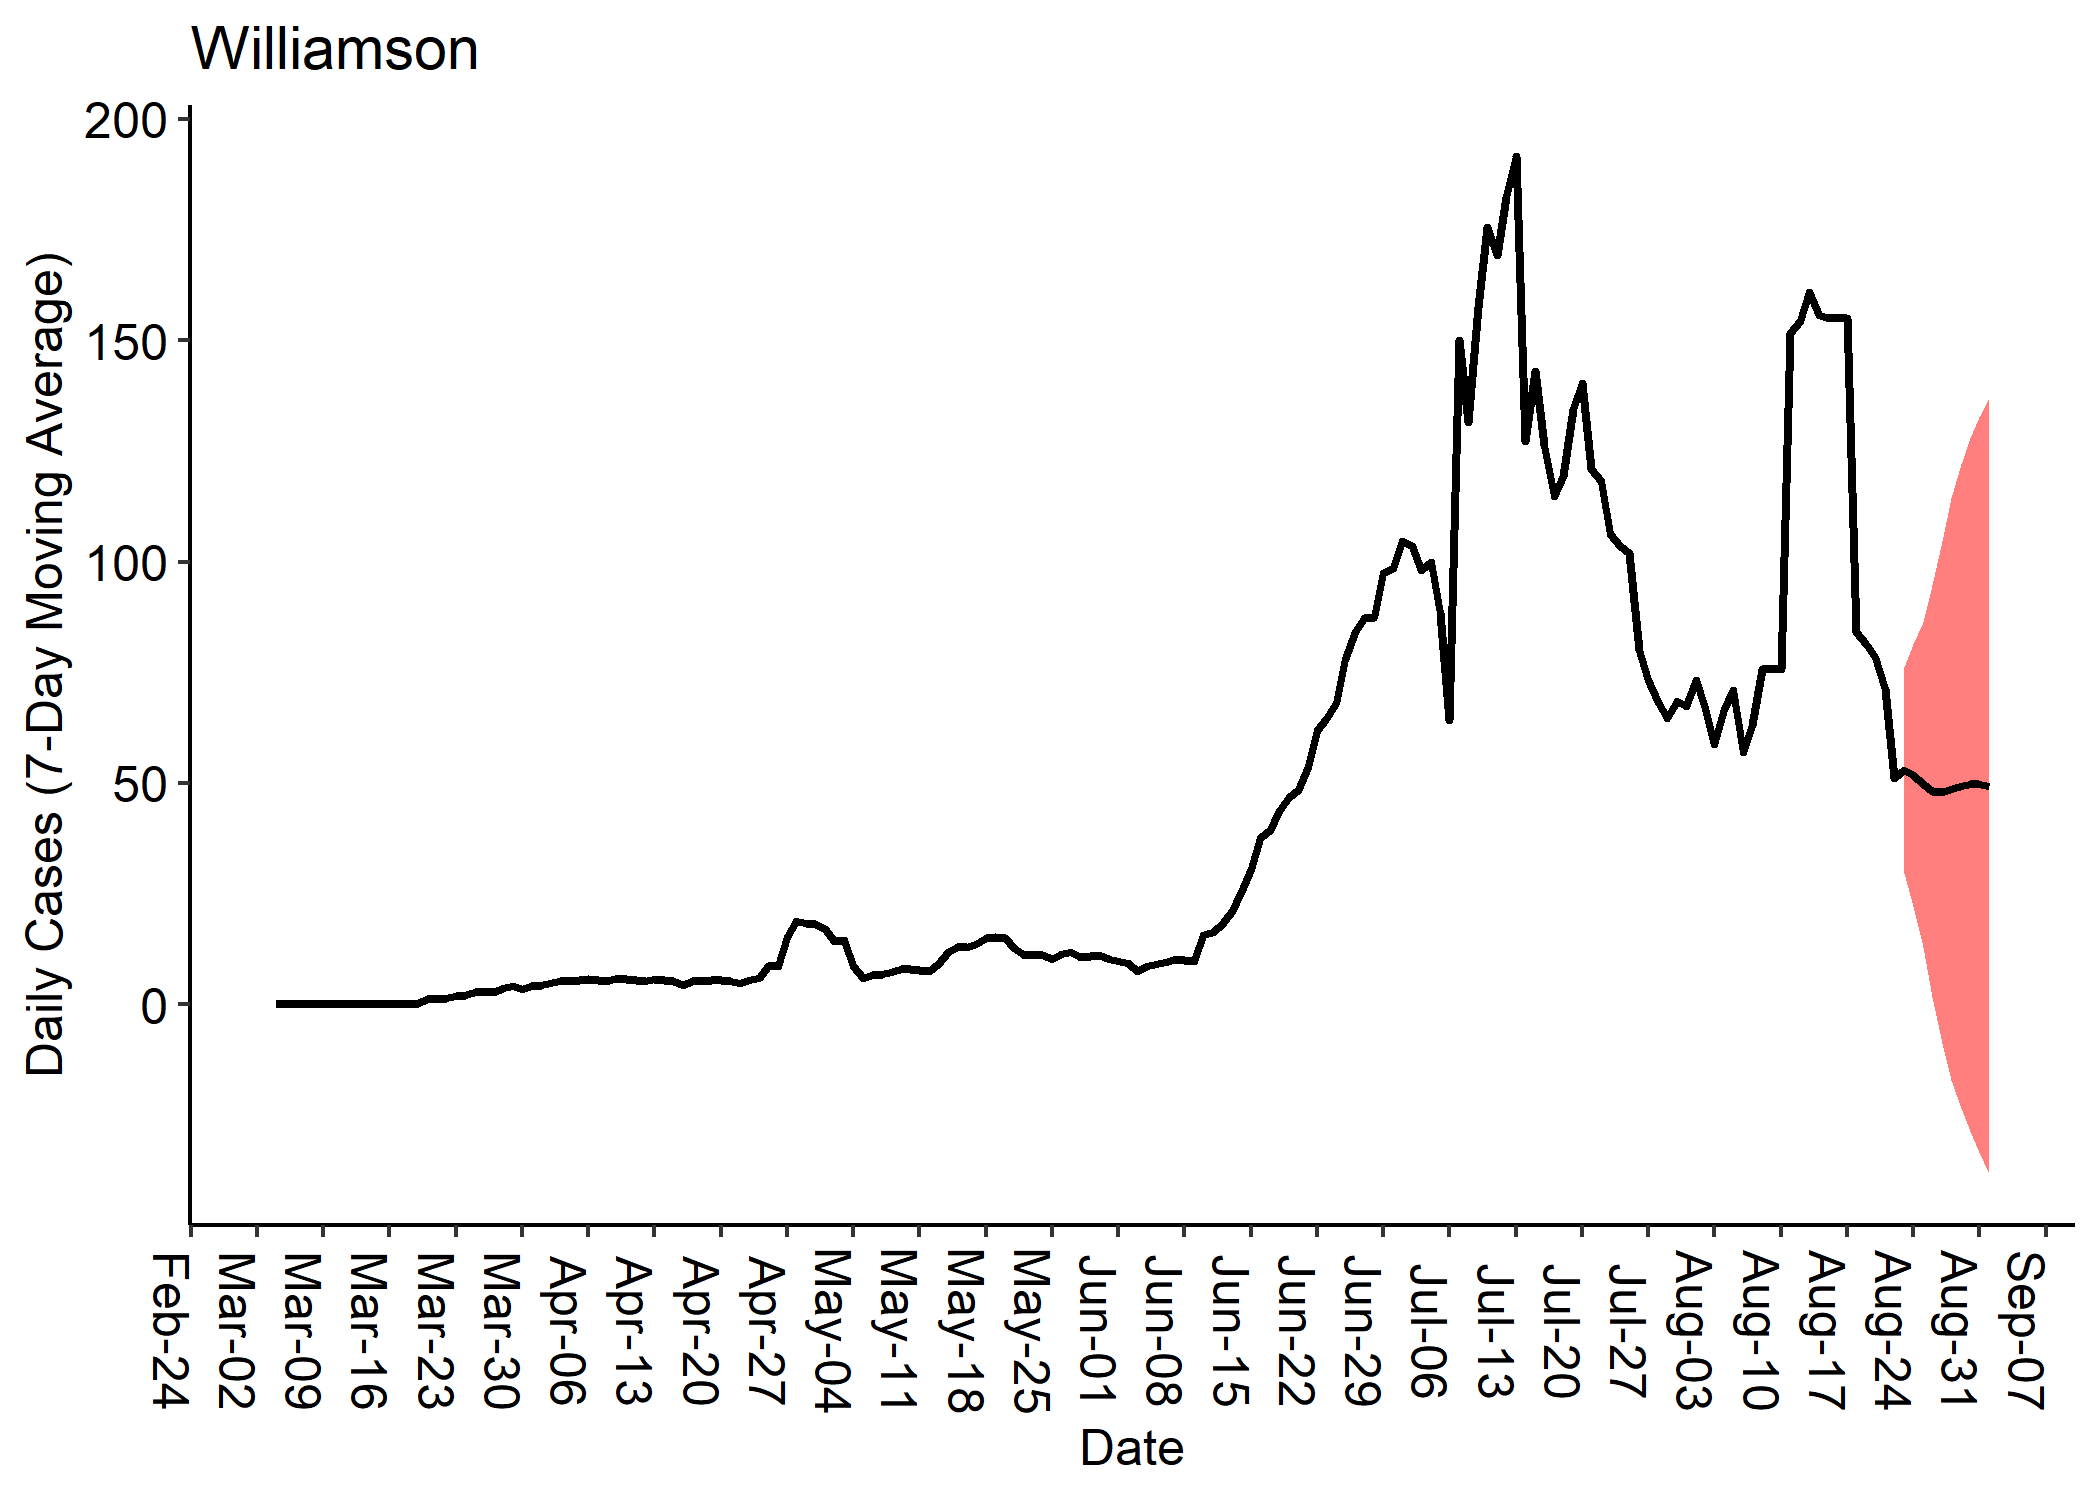 Williamson
Daily Cases (7-Day Moving Average)
200
150
100
50
0
Feb-24
Mar-02
Mar-09
Mar-16
Mar-23
Mar-30
Apr-06
Apr-13
Apr-20
Apr-27
May-04
May-11
May-18
May-25
Jun-01
Jun-08
Jun-15
Jun-22
Jun-29
Jul-06
Jul-13
Jul-20
Jul-27
Aug-03
Aug-10
Aug-17
Aug-24
Aug-31
Sep-07
Date